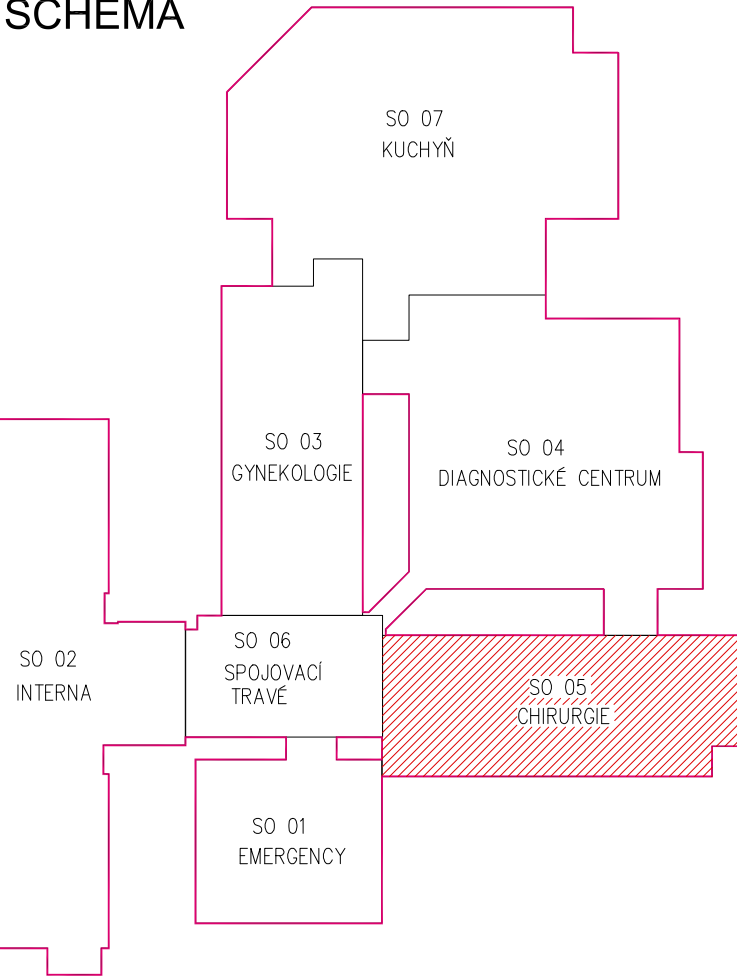 SCHEMA
SO 07
KUCHYŇ
SO 03
GYNEKOLOGIE
SO 04
DIAGNOSTICKÉ CENTRUM
SO 06
SPOJOVACÍ
TRAVÉ
SO 02
INTERNA
SO 05
CHIRURGIE
SO 01
EMERGENCY